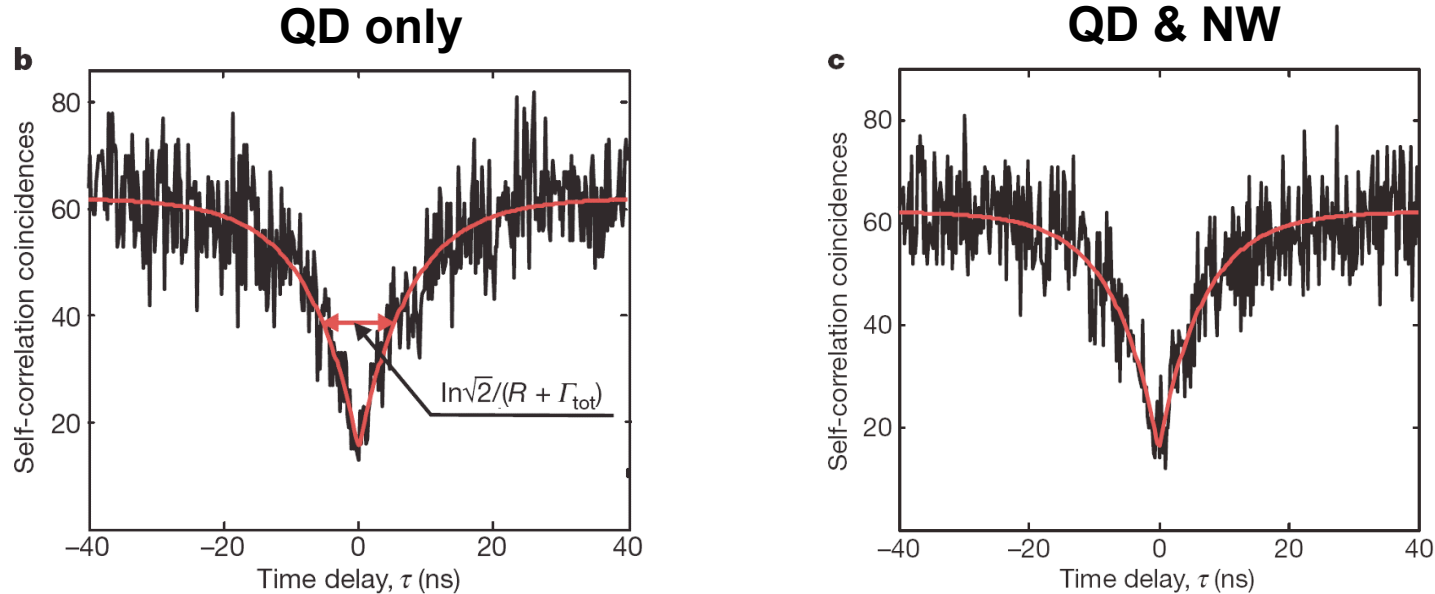 QD only
b
Self-correlation coincidences
80
60
40
20
ln√2/(R + Γtot)
−40
−20
0
20
40
Time delay, τ (ns)
QD & NW
c
Self-correlation coincidences
80
60
40
20
−40
−20
0
20
40
Time delay, τ (ns)